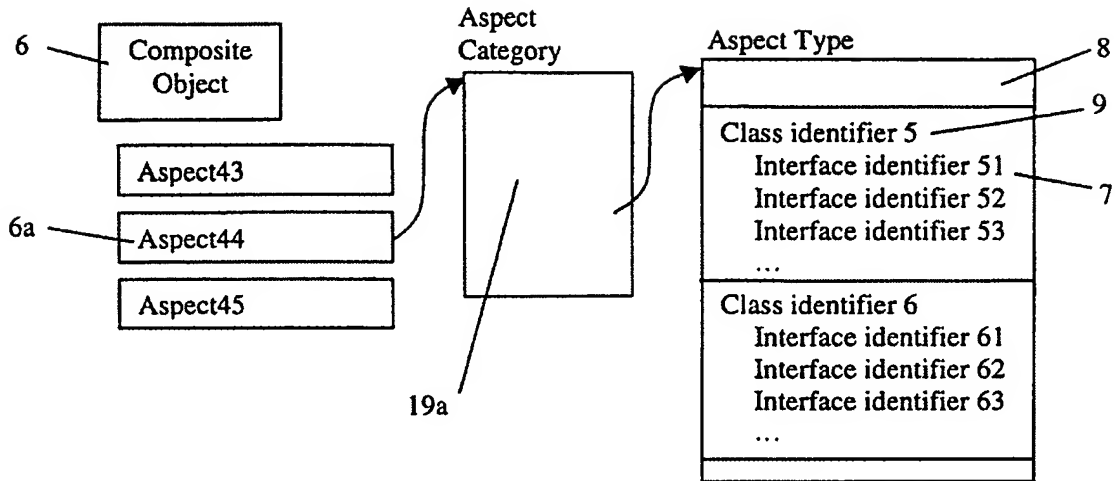 6
Composite
Object
Aspect43
6a
Aspect44
Aspect45
Aspect
Category
19a
Aspect Type
8
Class identifier 5
9
Interface identifier 51
Interface identifier 52
7
Interface identifier 53
...
Class identifier 6
Interface identifier 61
Interface identifier 62
Interface identifier 63
...